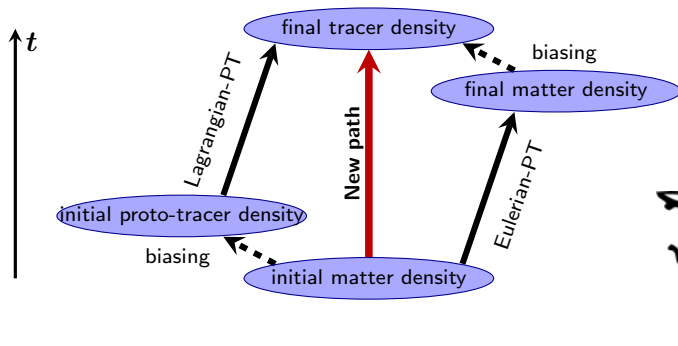 final tracer density
t
biasing
final matter density
Lagrangian-PT
New path
Eulerian-PT
initial proto-tracer density
biasing
initial matter density